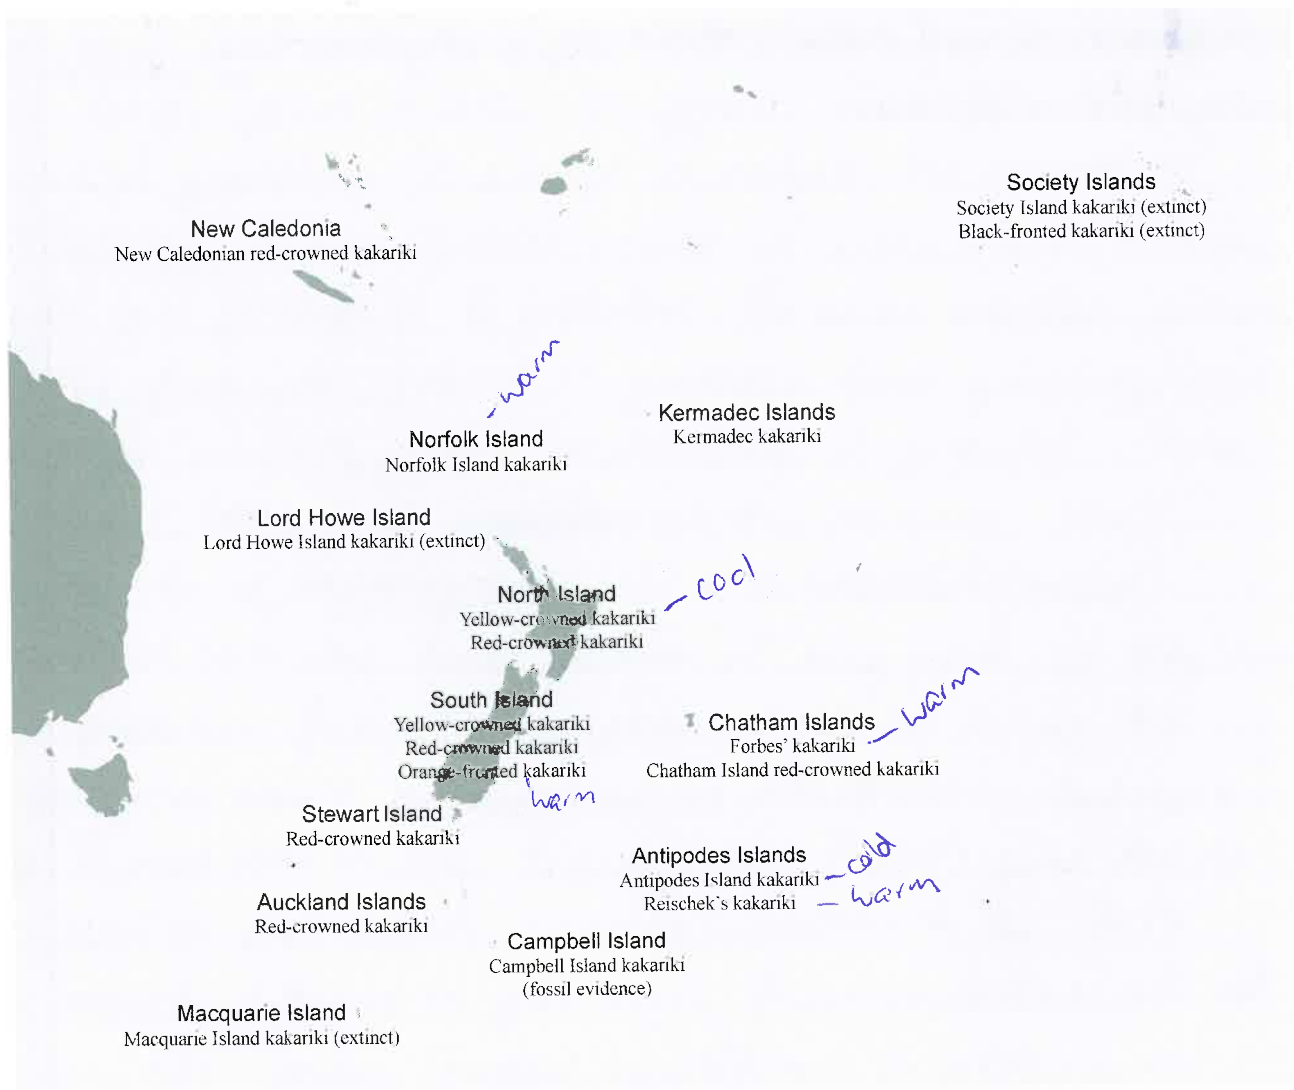 Society Islands
Society Island kakariki (extinct)
Black-fronted kakariki (extinct)
New Caledonia
New Caledonian red-crowned kakariki
warm
Norfolk Island
Norfolk Island kakariki
Kermadec Islands
Kermadec kakariki
Lord Howe Island
Lord Howe Island kakariki (extinct)
North Island
Yellow-crowned kakariki
Red-crowned kakariki
cool
South Island
Yellow-crowned kakariki
Red-crowned kakariki
Orange-fronted kakariki
warm
Chatham Islands
Forbes' kakariki
warm
Chatham Island red-crowned kakariki
Stewart Island
Red-crowned kakariki
Antipodes Islands
Antipodes Island kakariki
cold
Reischek's kakariki
warm
Auckland Islands
Red-crowned kakariki
Campbell Island
Campbell Island kakariki
(fossil evidence)
Macquarie Island
Macquarie Island kakariki (extinct)